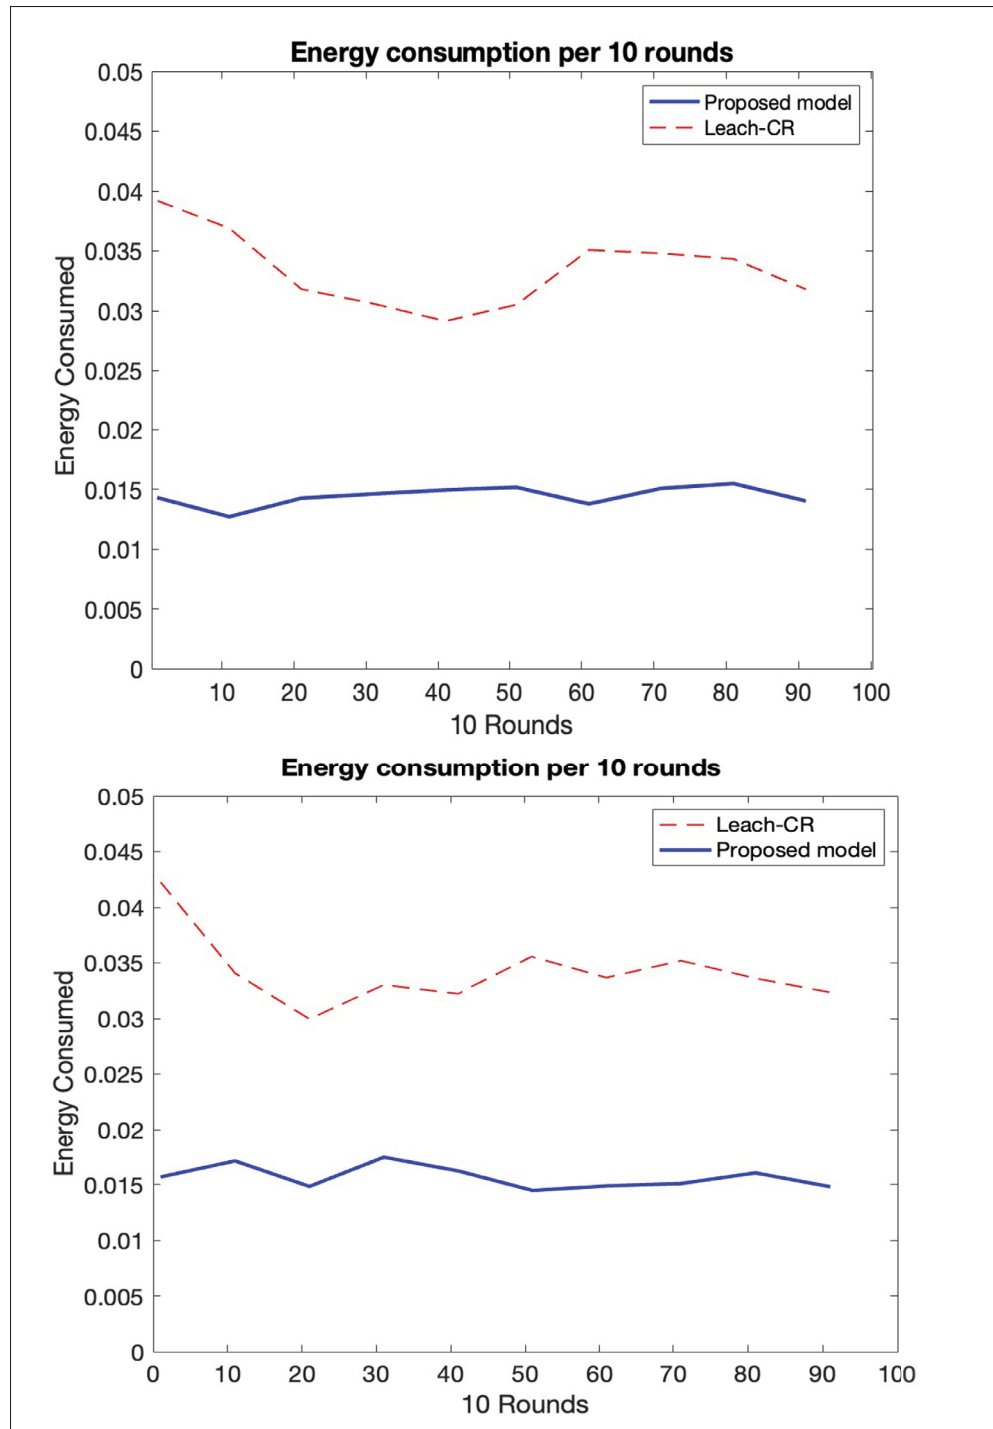 Energy consumption per 10 rounds
0.05
0.045
0.04
0.035
0.03
0.025
0.02
0.015
0.01
0.005
0
Energy Consumed
Proposed model
Leach-CR
10 20 30 40 50 60 70 80 90 100
10 Rounds
Energy consumption per 10 rounds
0.05
0.045
0.04
0.035
0.03
0.025
0.02
0.015
0.01
0.005
0
Energy Consumed
Leach-CR
Proposed model
0 10 20 30 40 50 60 70 80 90 100
10 Rounds